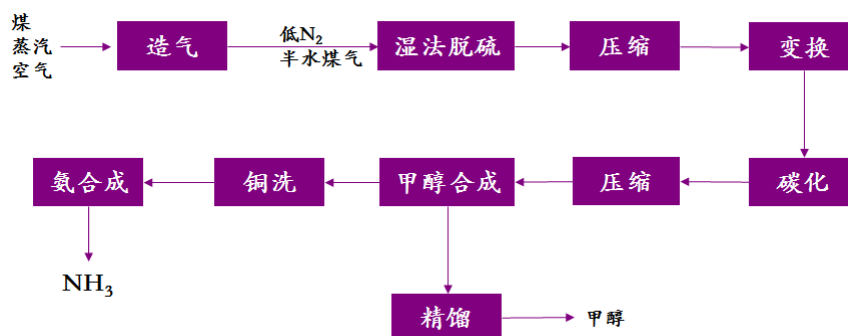 煤
蒸汽
空气
造气
低N₂
半水煤气
湿法脱硫
压缩
变换
氨合成
铜洗
甲醇合成
压缩
碳化
NH₃
精馏
甲醇